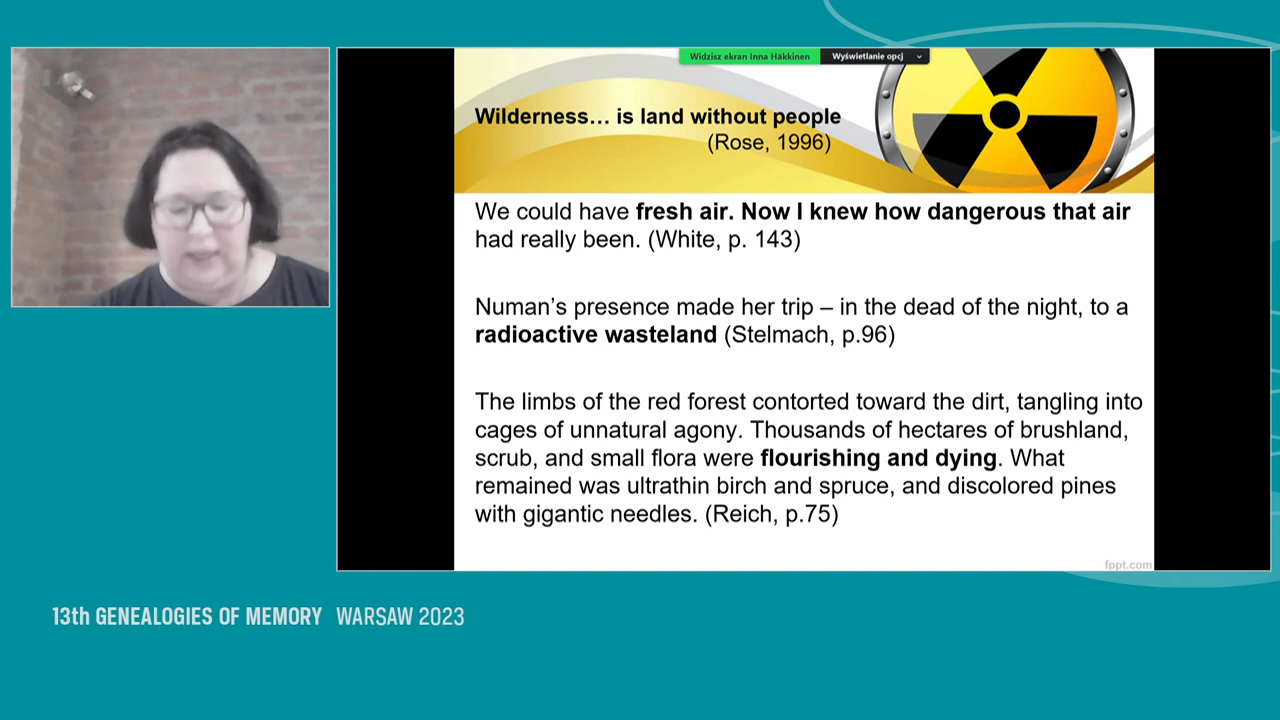 Widzisz ekran Inna Häkkinen Wyświetlanie opcj
Wilderness… is land without people
(Rose, 1996)
We could have fresh air. Now I knew how dangerous that air
had really been. (White, p. 143)
Numan’s presence made her trip – in the dead of the night, to a
radioactive wasteland (Stelmach, p.96)
The limbs of the red forest contorted toward the dirt, tangling into
cages of unnatural agony. Thousands of hectares of brushland,
scrub, and small flora were flourishing and dying. What
remained was ultrathin birch and spruce, and discolored pines
with gigantic needles. (Reich, p.75)
fppt.com
13th GENEALOGIES OF MEMORY WARSAW 2023